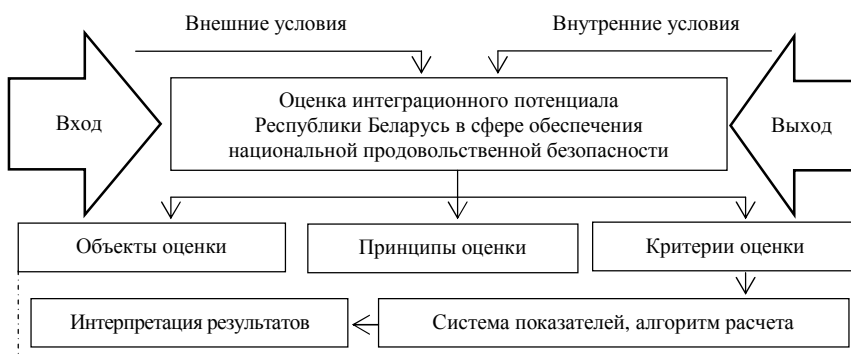 Внешние условия
Внутренние условия
Вход
Оценка интеграционного потенциала
Республики Беларусь в сфере обеспечения
национальной продовольственной безопасности
Выход
Объекты оценки
Принципы оценки
Критерии оценки
Интерпретация результатов
Система показателей, алгоритм расчета